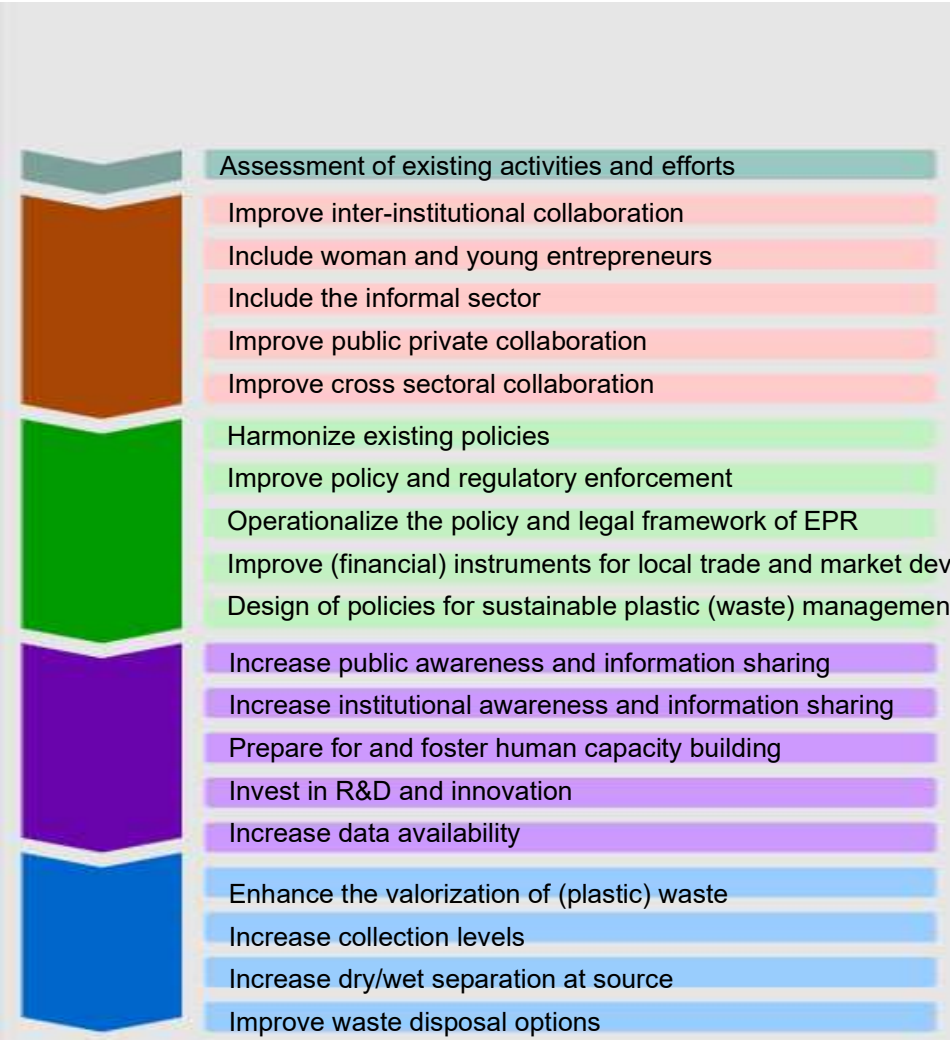 Assessment of existing activities and efforts
Improve inter-institutional collaboration
Include woman and young entrepreneurs
Include the informal sector
Improve public private collaboration
Improve cross sectoral collaboration
Harmonize existing policies
Improve policy and regulatory enforcement
Operationalize the policy and legal framework of EPR
Improve (financial) instruments for local trade and market dev
Design of policies for sustainable plastic (waste) managemen
Increase public awareness and information sharing
Increase institutional awareness and information sharing
Prepare for and foster human capacity building
Invest in R&D and innovation
Increase data availability
Enhance the valorization of (plastic) waste
Increase collection levels
Increase dry/wet separation at source
Improve waste disposal options